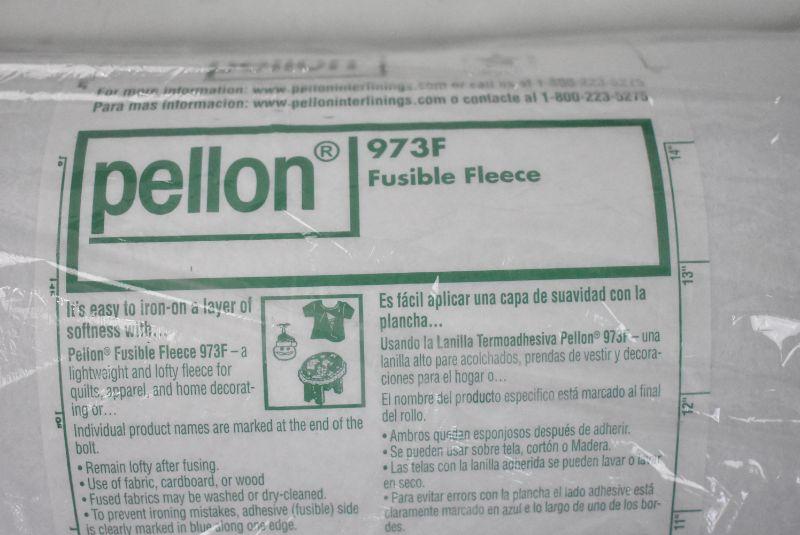 pellon
For more information: www.pelloninterlinings.com or call us at 1-800-223-5275
Para mas informacion: www.pelloninterlinings.com o contacte al 1-800-223-5275
pellon®
973F
Fusible Fleece
It's easy to iron-on a layer of
softness with...
Pellon® Fusible Fleece 973F – a
lightweight and lofty fleece for
quilts, apparel, and home decorat-
ing or...
Individual product names are marked at the end of the
bolt.
• Remain lofty after fusing.
• Use of fabric, cardboard, or wood
• Fused fabrics may be washed or dry-cleaned.
• To prevent ironing mistakes, adhesive (fusible) side
is clearly marked in blue along one edge.
Es fácil aplicar una capa de suavidad con la
plancha...
Usando la Lanilla Termoadhesiva Pellon® 973F – una
lanilla alto pare acolchados, prendas de vestir y decora-
ciones para el hogar o...
El nombre del producto especifico está marcado al final
del rollo.
• Ambros quedan esponjosos después de adherir.
• Se pueden usar sobre tela, cortón o Madera.
• Las telas con la lanilla adherida se pueden lavar o lavar
en seco.
• Para evitar errors con la plancha el lado adhesive está
claramente marcado en azul e lo largo de uno de los bor-
des.
14"
13"
12"
11"